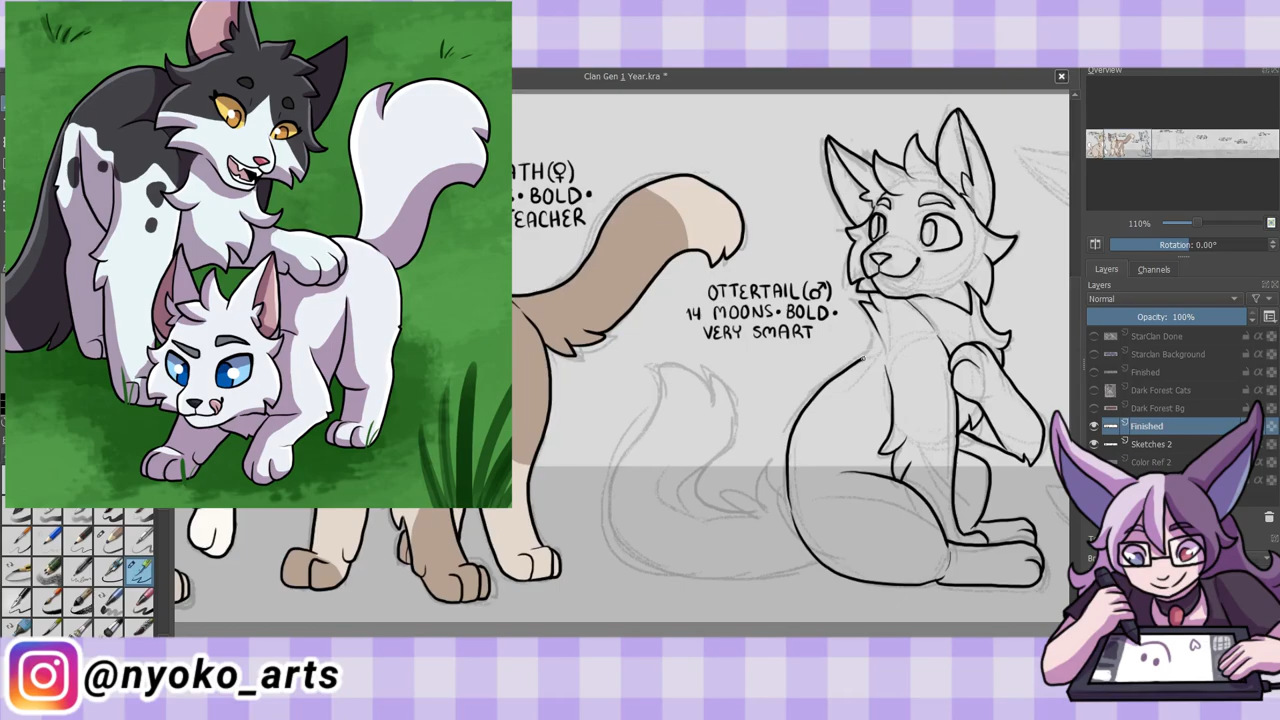 Clan Gen 1 Year.kra *
Overview
ATH(♀)
S• BOLD•
TEACHER
OTTERTAIL(♂)
14 MOONS• BOLD•
VERY SMART
110%
Rotation: 0.00°
Layers
Channels
Layers
Normal
Opacity: 100%
StarClan Done
Starclan Background
Finished
Dark Forest Cats
Dark Forest Bg
Finished
Sketches 2
Color Ref 2
@nyoko_arts